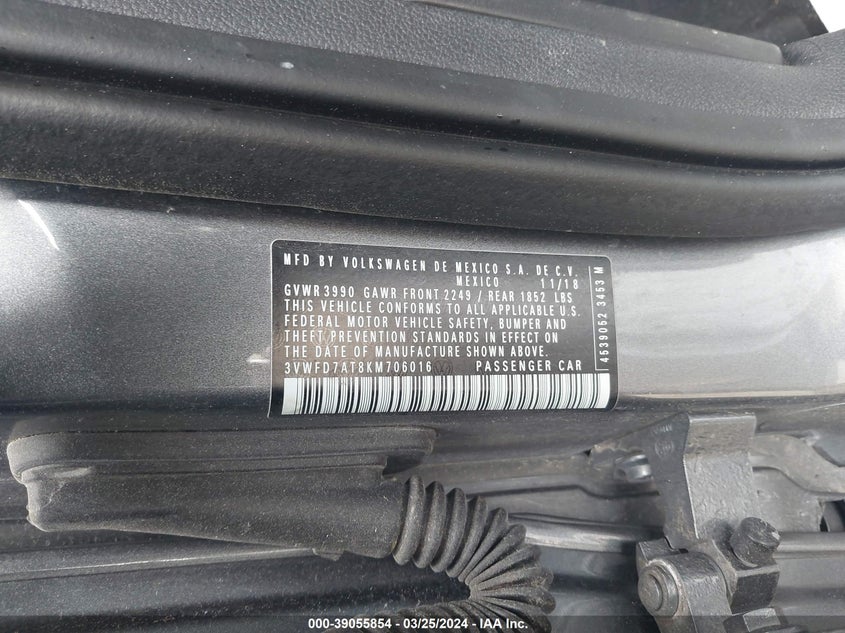 MFD BY VOLKSWAGEN DE MEXICO S.A. DE C.V.
MEXICO 11/18
GVWR 3990 GAWR FRONT 2249 / REAR 1852 LBS
THIS VEHICLE CONFORMS TO ALL APPLICABLE U.S.
FEDERAL MOTOR VEHICLE SAFETY, BUMPER AND
THEFT PREVENTION STANDARDS IN EFFECT ON
THE DATE OF MANUFACTURE SHOWN ABOVE.
3VWFD7AT8KM706016 PASSENGER CAR
4539052 3453 M
000-39055854 / 03/25/2024 — IAA Inc.